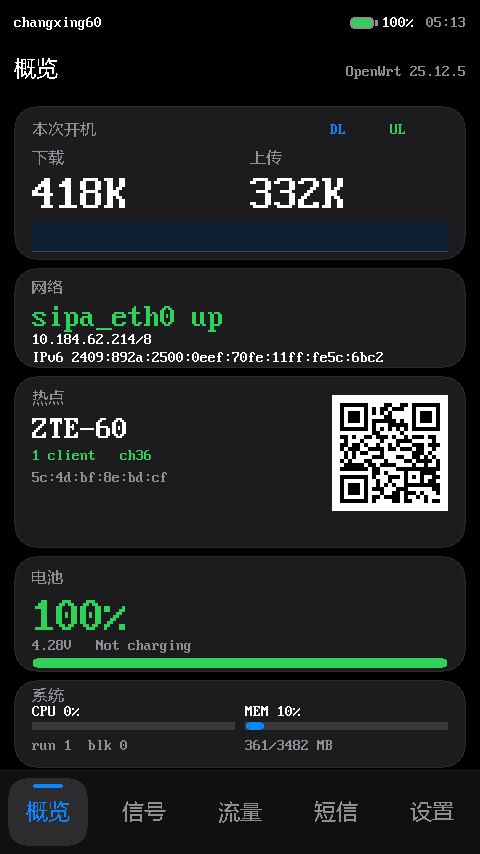 changxing60 100% 05:13
概览 OpenWrt 25.12.5
本次开机 DL UL
下载 上传
418K 332K
网络
sipa_eth0 up
10.184.62.214/8
IPv6 2409:892a:2500:0eef:70fe:11ff:fe5c:6bc2
热点
ZTE-60
1 client ch36
5c:4d:bf:8e:bd:cf
电池
100%
4.28V Not charging
系统
CPU 0% MEM 10%
run 1 blk 0 361/3482 MB
概览 信号 流量 短信 设置